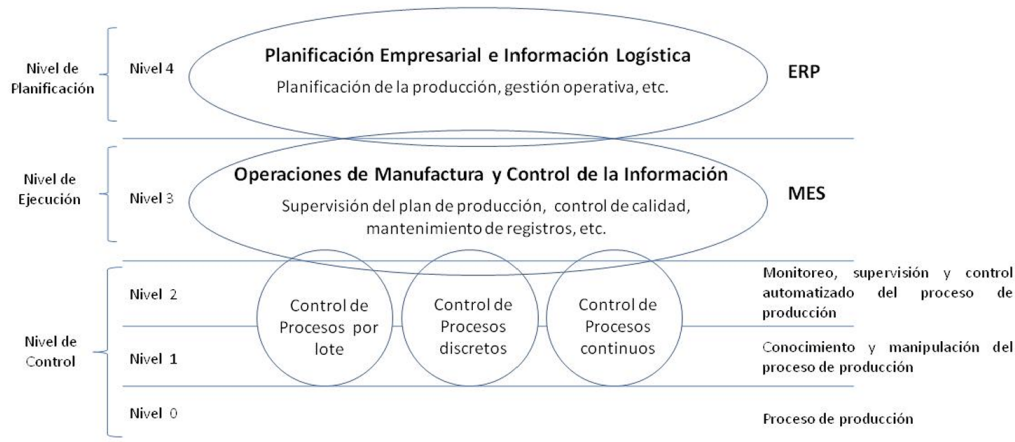 Planificación Empresarial e Información Logística
Nivel de
Planificación
Nivel 4
ERP
Planificación de la producción, gestión operativa, etc.
Operaciones de Manufactura y Control de la Información
Nivel de
Ejecución
Nivel 3
MES
Supervisión del plan de producción, control de calidad,
mantenimiento de registros, etc.
Nivel de
Control
Nivel 2
Control de
Procesos por
lote
Control de
Procesos
discretos
Control de
Procesos
continuos
Monitoreo, supervisión y control
automatizado del proceso de
producción
Nivel 1
Conocimiento y manipulación del
proceso de producción
Nivel 0
Proceso de producción